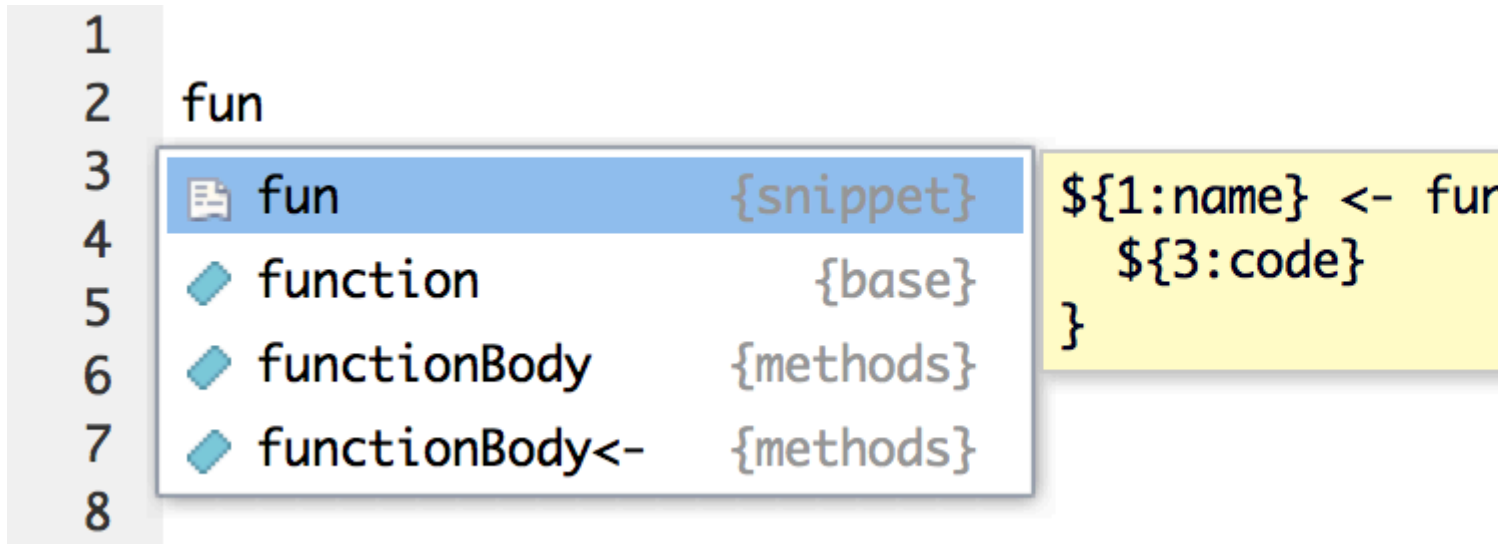 1
2 fun
3
fun {snippet} ${1:name} <- fun
4
${3:code}
function {base}
5
}
functionBody {methods}
6
7
functionBody<- {methods}
8